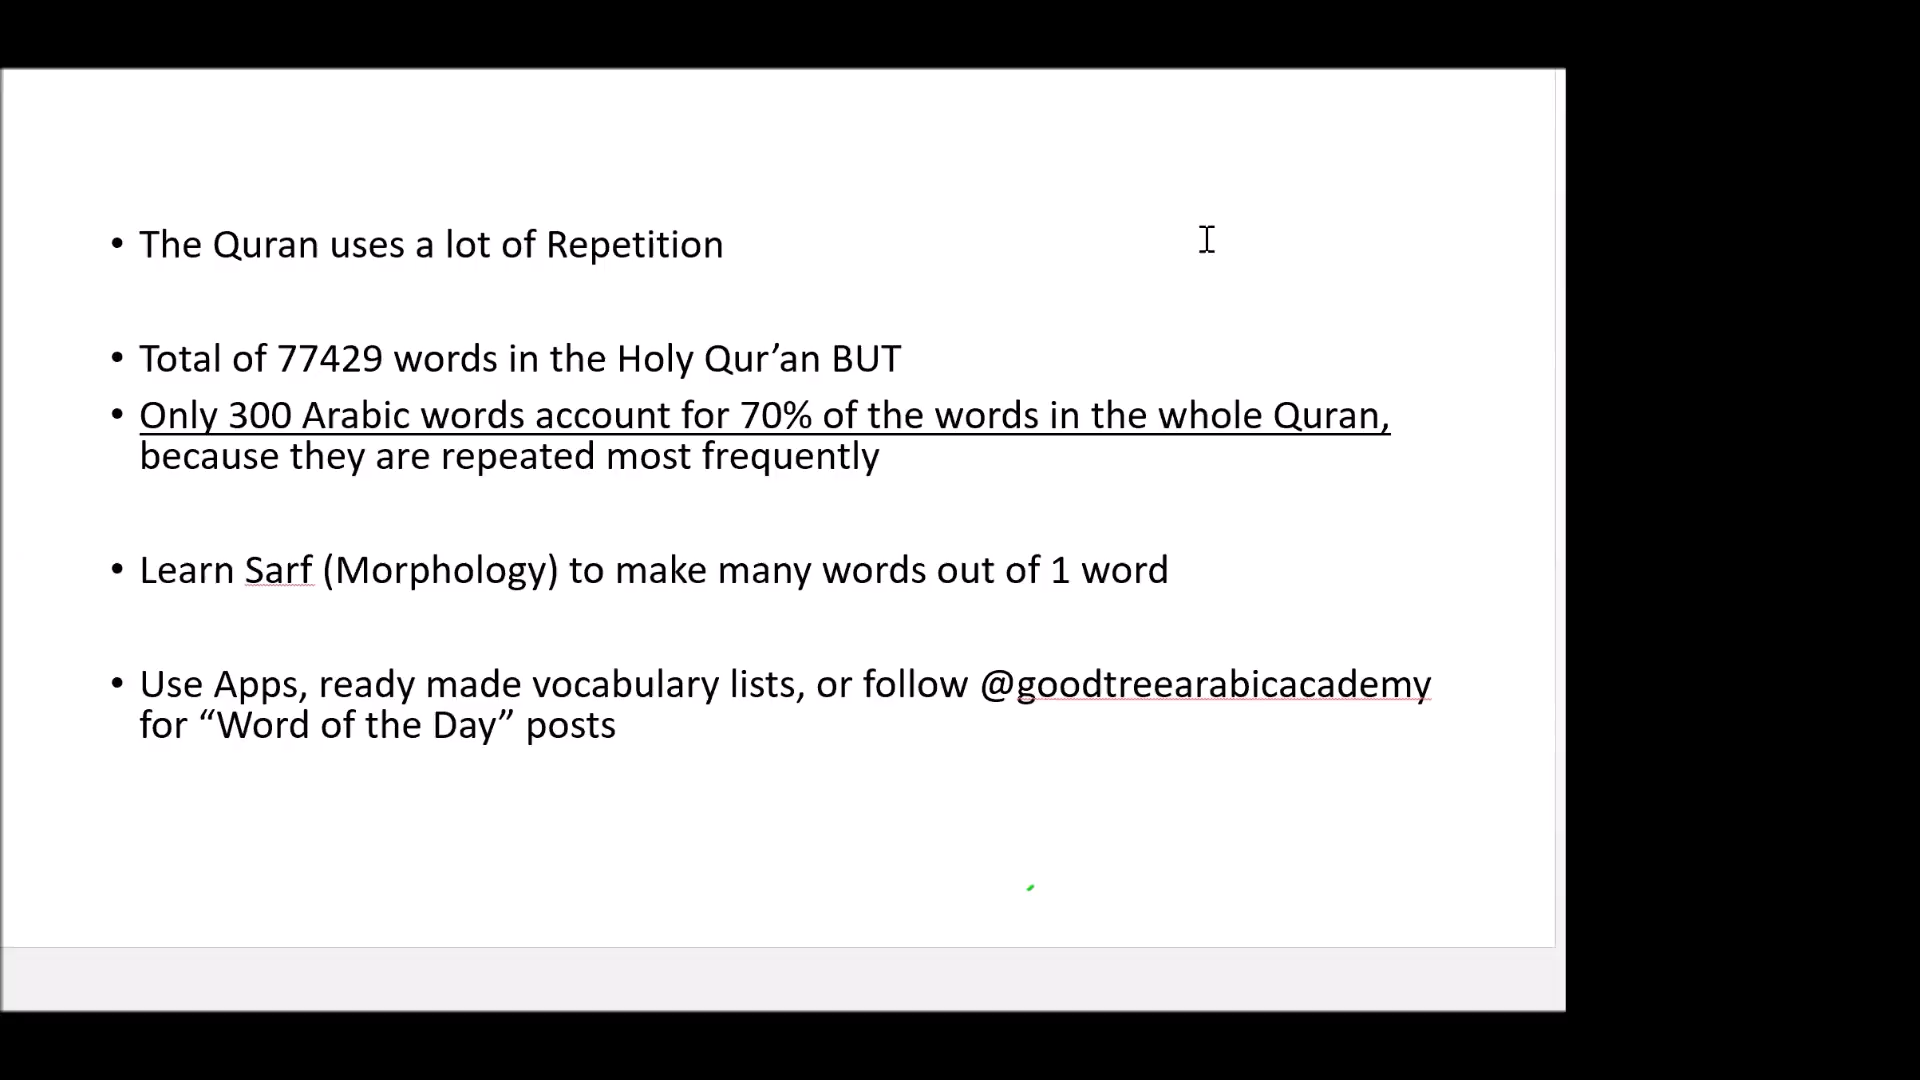 • The Quran uses a lot of Repetition
• Total of 77429 words in the Holy Qur’an BUT
• Only 300 Arabic words account for 70% of the words in the whole Quran,
because they are repeated most frequently
• Learn Sarf (Morphology) to make many words out of 1 word
• Use Apps, ready made vocabulary lists, or follow @goodtreearabicacademy
for “Word of the Day” posts